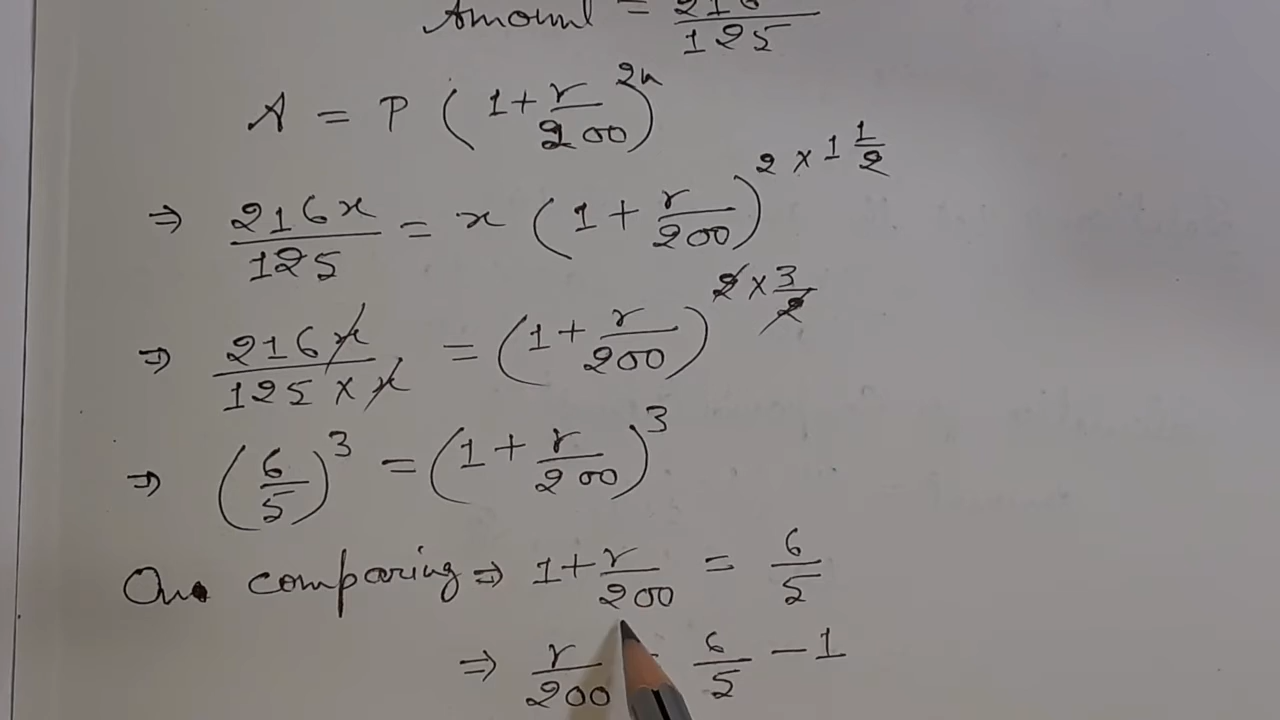 Amount = 216/125
A = P (1 + r/200)^2n
⇒ 216x/125 = x (1 + r/200)^2 × 1 1/2
⇒ 216x/125 × x = (1 + r/200)^2 × 3/2
⇒ (6/5)^3 = (1 + r/200)^3
On comparing ⇒ 1 + r/200 = 6/5
⇒ r/200 = 6/5 - 1